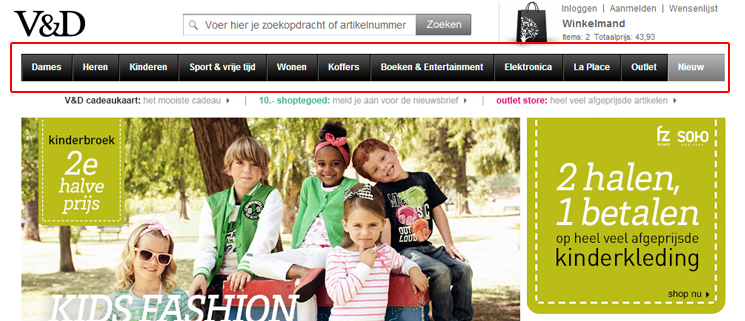 V&D
Voer hier je zoekopdracht of artikelnummer
Zoeken
Inloggen | Aanmelden | Wensenlijst
Winkelmand
Items: 2 Totaalprijs: 43,93
Dames Heren Kinderen Sport & vrije tijd Wonen Koffers Boeken & Entertainment Elektronica La Place Outlet Nieuw
V&D cadeaukaart: het mooiste cadeau | 10.- shoptegoed: meld je aan voor de nieuwsbrief | outlet store: heel veel afgeprijsde artikelen
kinderbroek
2e
halve
prijs
KIDS FASHION
fz SOHO
2 halen,
1 betalen
op heel veel afgeprijsde
kinderkleding
shop nu